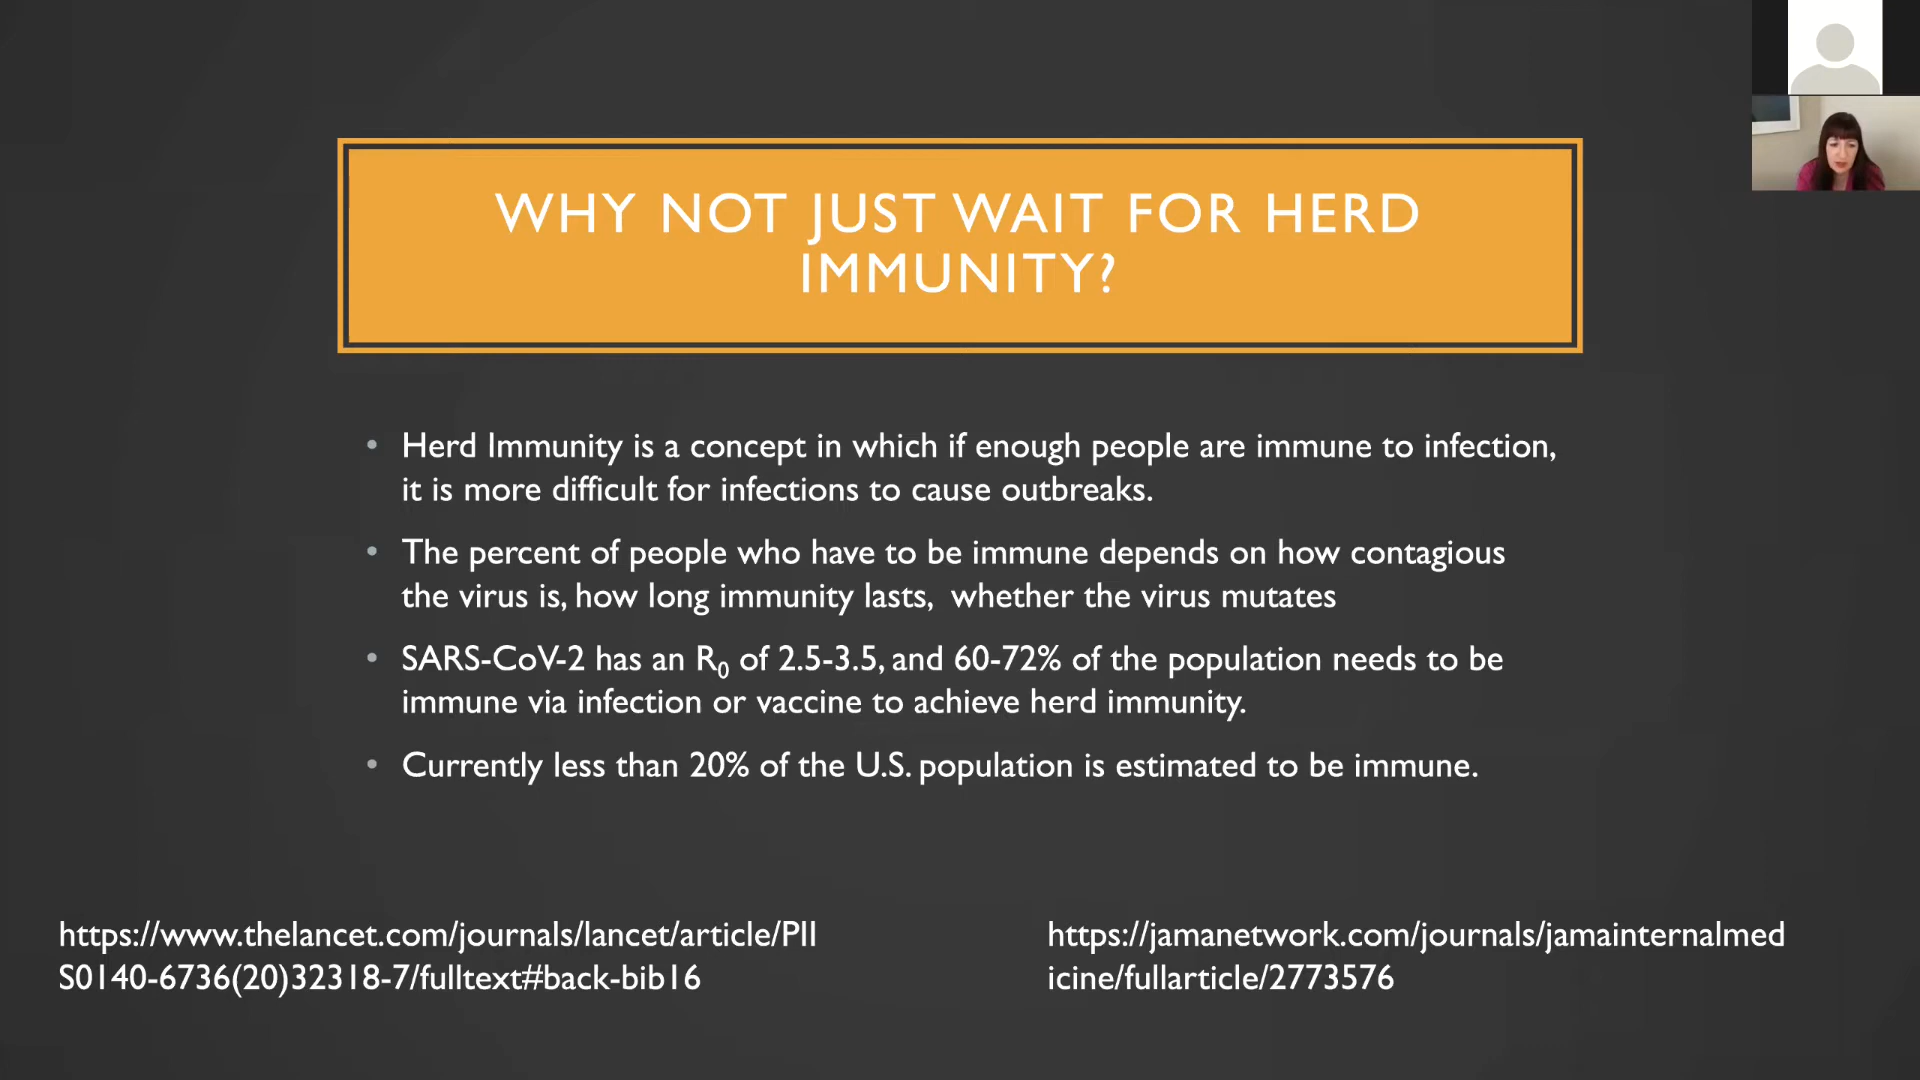 WHY NOT JUST WAIT FOR HERD
IMMUNITY?
• Herd Immunity is a concept in which if enough people are immune to infection,
it is more difficult for infections to cause outbreaks.
• The percent of people who have to be immune depends on how contagious
the virus is, how long immunity lasts,  whether the virus mutates
• SARS-CoV-2 has an R₀ of 2.5-3.5, and 60-72% of the population needs to be
immune via infection or vaccine to achieve herd immunity.
• Currently less than 20% of the U.S. population is estimated to be immune.
https://www.thelancet.com/journals/lancet/article/PII
S0140-6736(20)32318-7/fulltext#back-bib16
https://jamanetwork.com/journals/jamainternalmed
icine/fullarticle/2773576